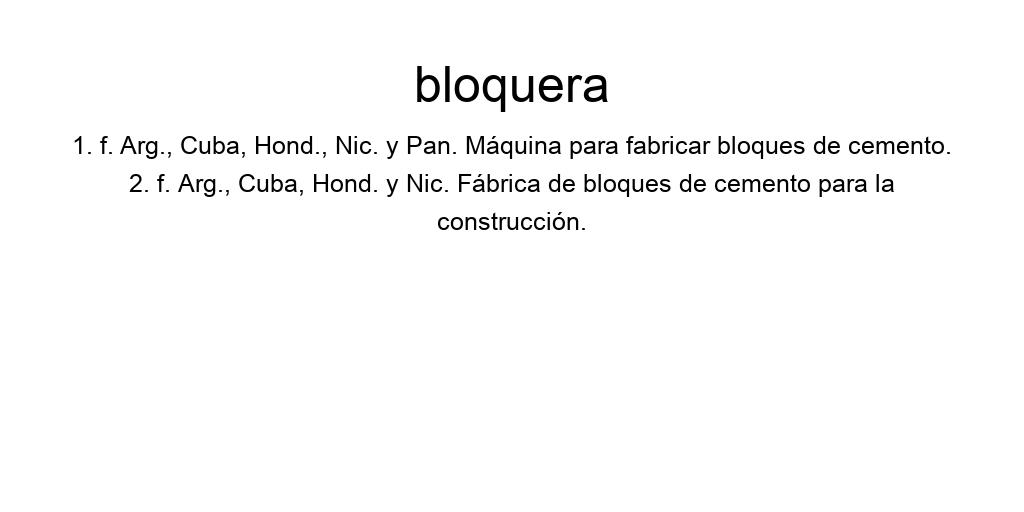 bloquera
1. f. Arg., Cuba, Hond., Nic. y Pan. Máquina para fabricar bloques de cemento.
2. f. Arg., Cuba, Hond. y Nic. Fábrica de bloques de cemento para la
construcción.